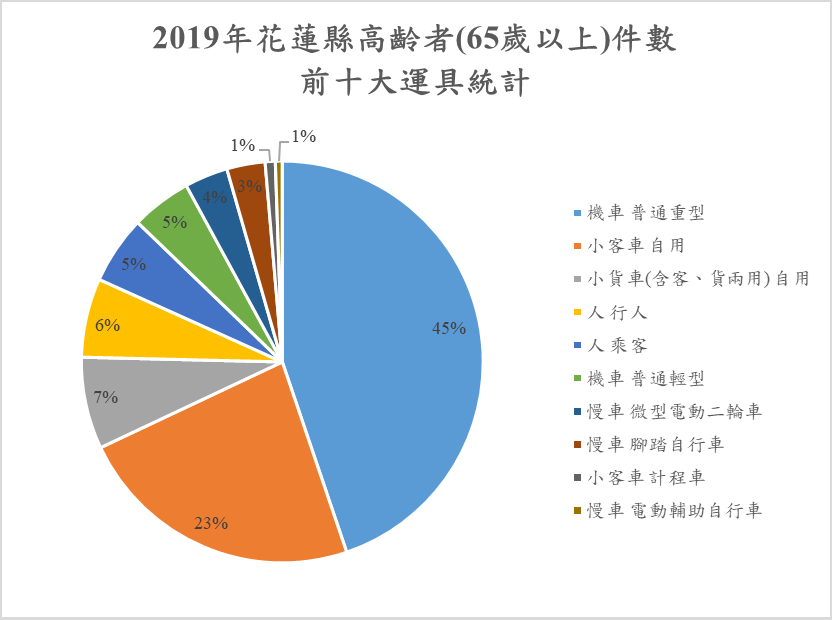 2019年花蓮縣高齡者(65歲以上)件數
前十大運具統計
1%
1%
3%
4%
5%
5%
6%
7%
23%
45%
機車 普通重型
小客車 自用
小貨車(含客、貨兩用) 自用
人 行人
人 乘客
機車 普通輕型
慢車 微型電動二輪車
慢車 腳踏自行車
小客車 計程車
慢車 電動輔助自行車